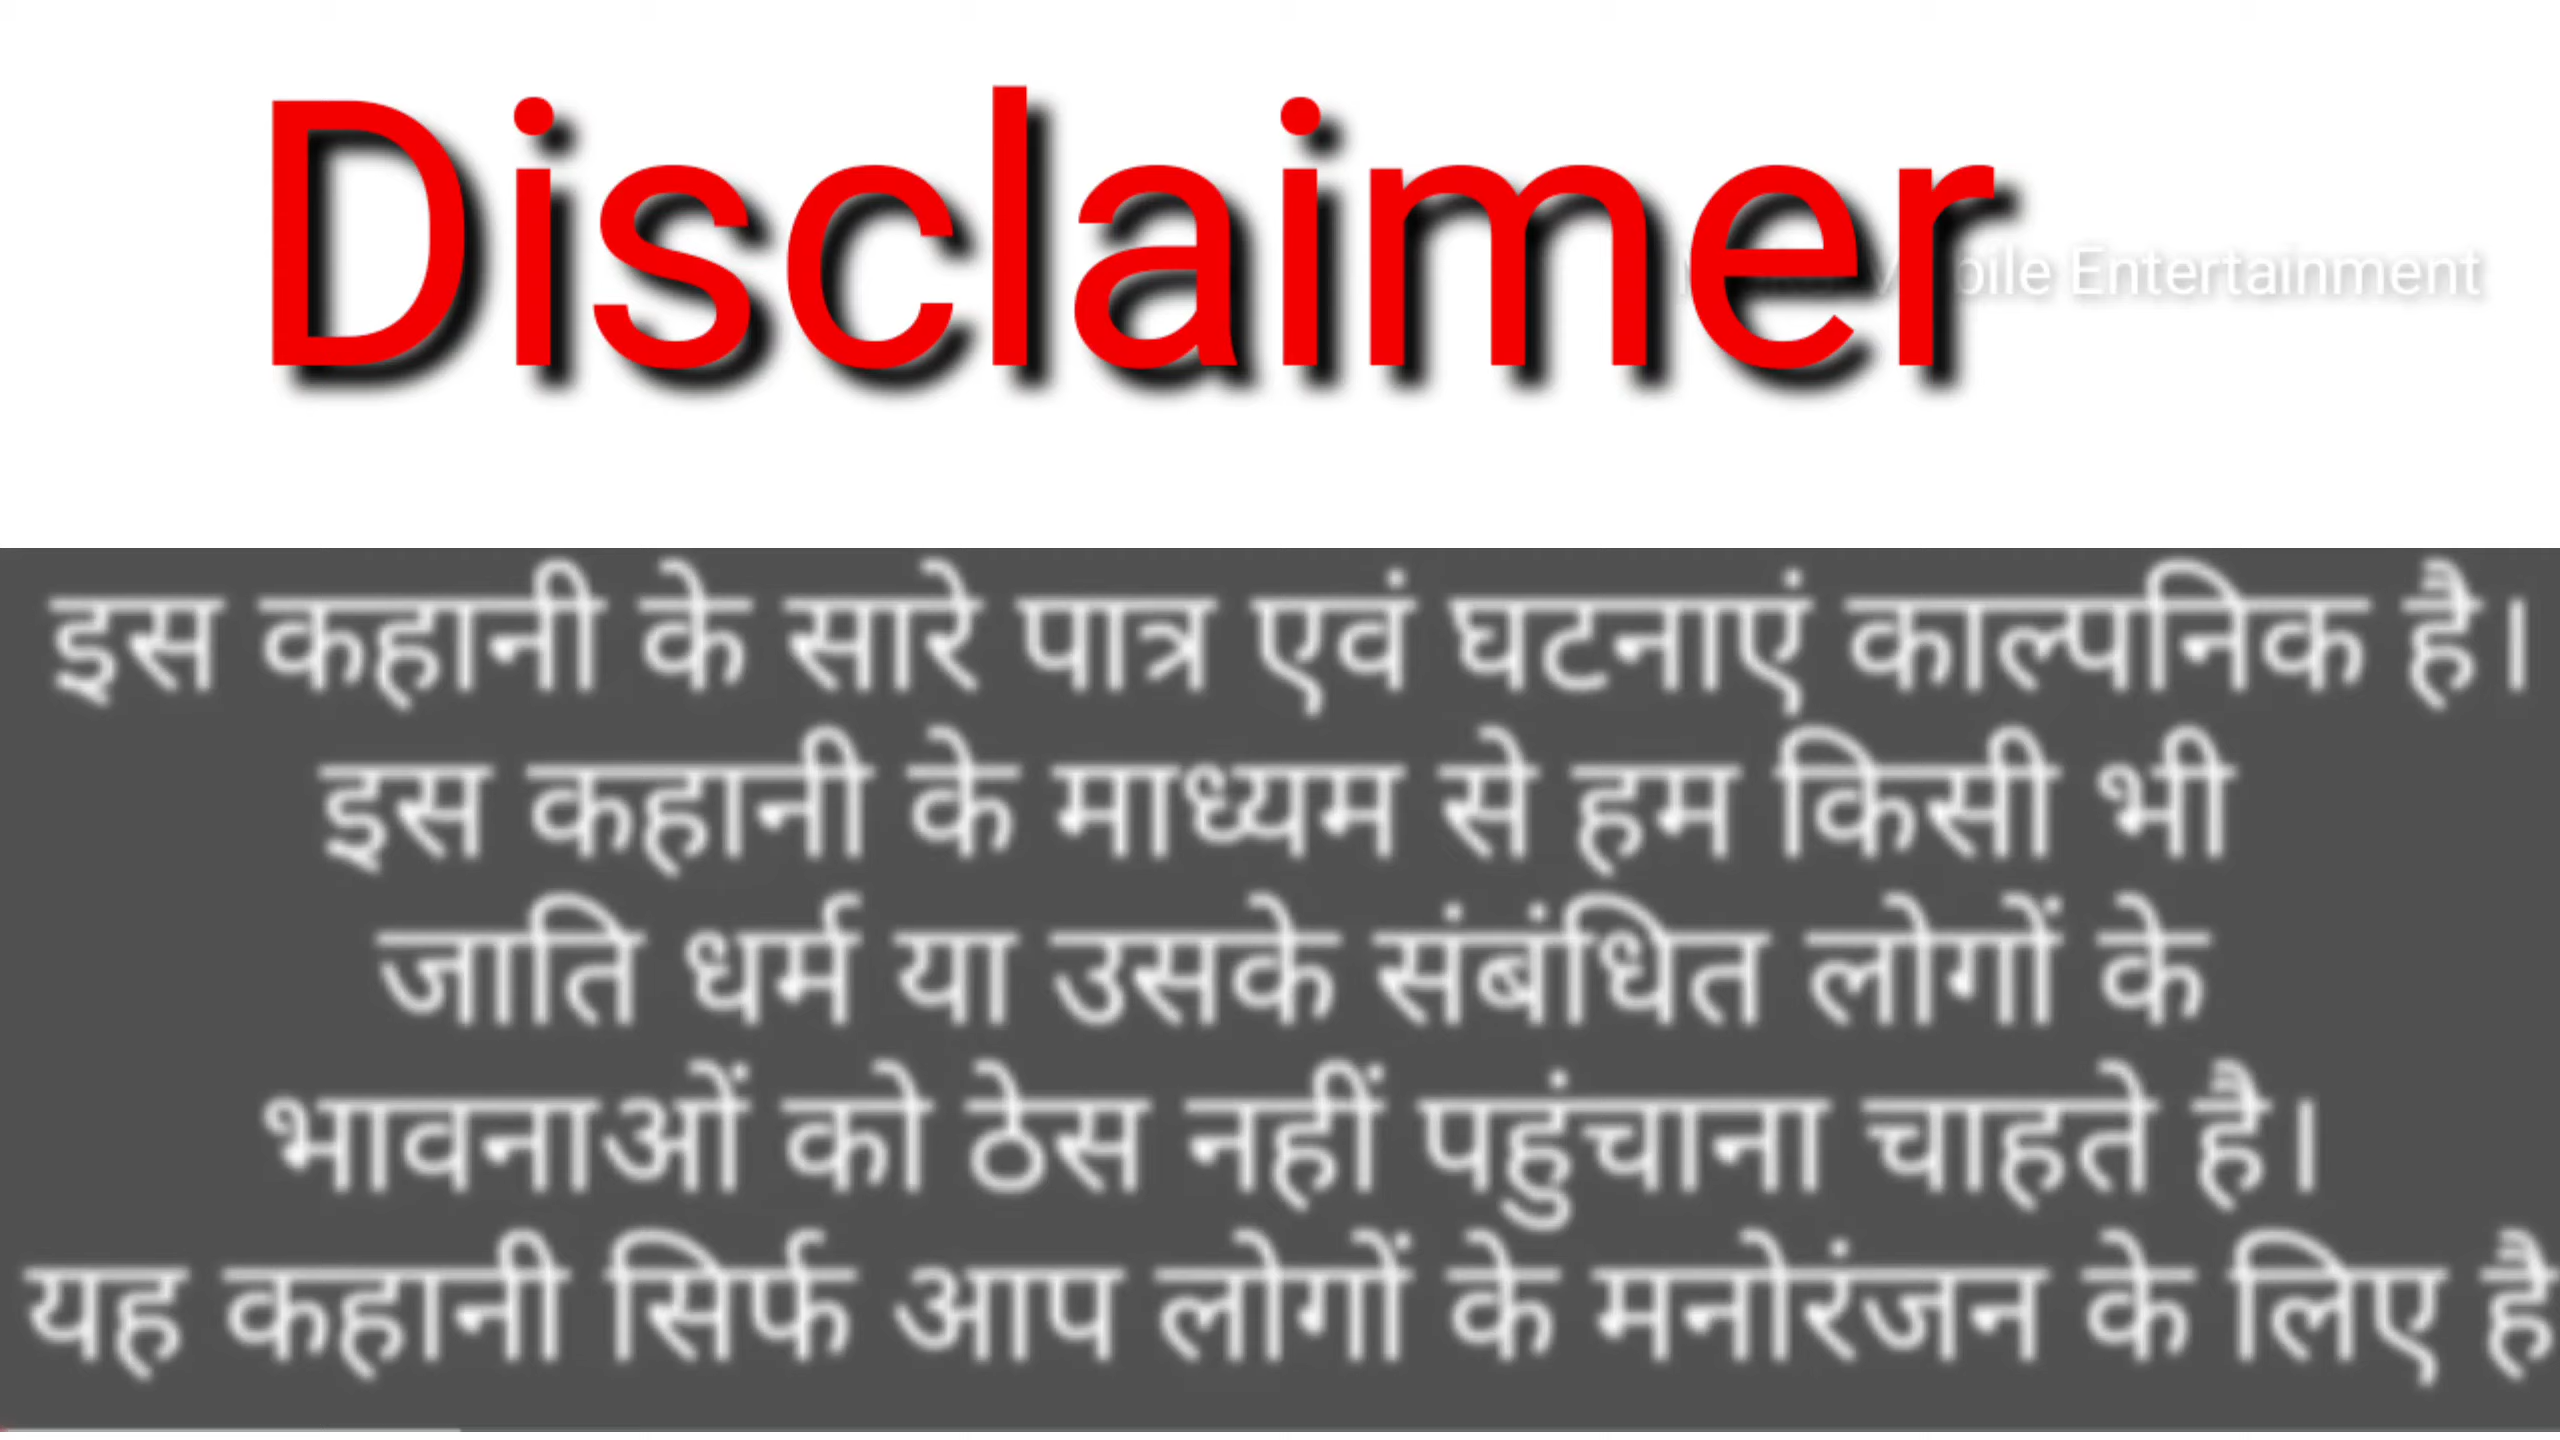 Disclaimer
Entertainment
इस कहानी के सारे पात्र एवं घटनाएं काल्पनिक है।
इस कहानी के माध्यम से हम किसी भी
जाति धर्म या उसके संबंधित लोगों के
भावनाओं को ठेस नहीं पहुंचाना चाहते है।
यह कहानी सिर्फ आप लोगों के मनोरंजन के लिए है